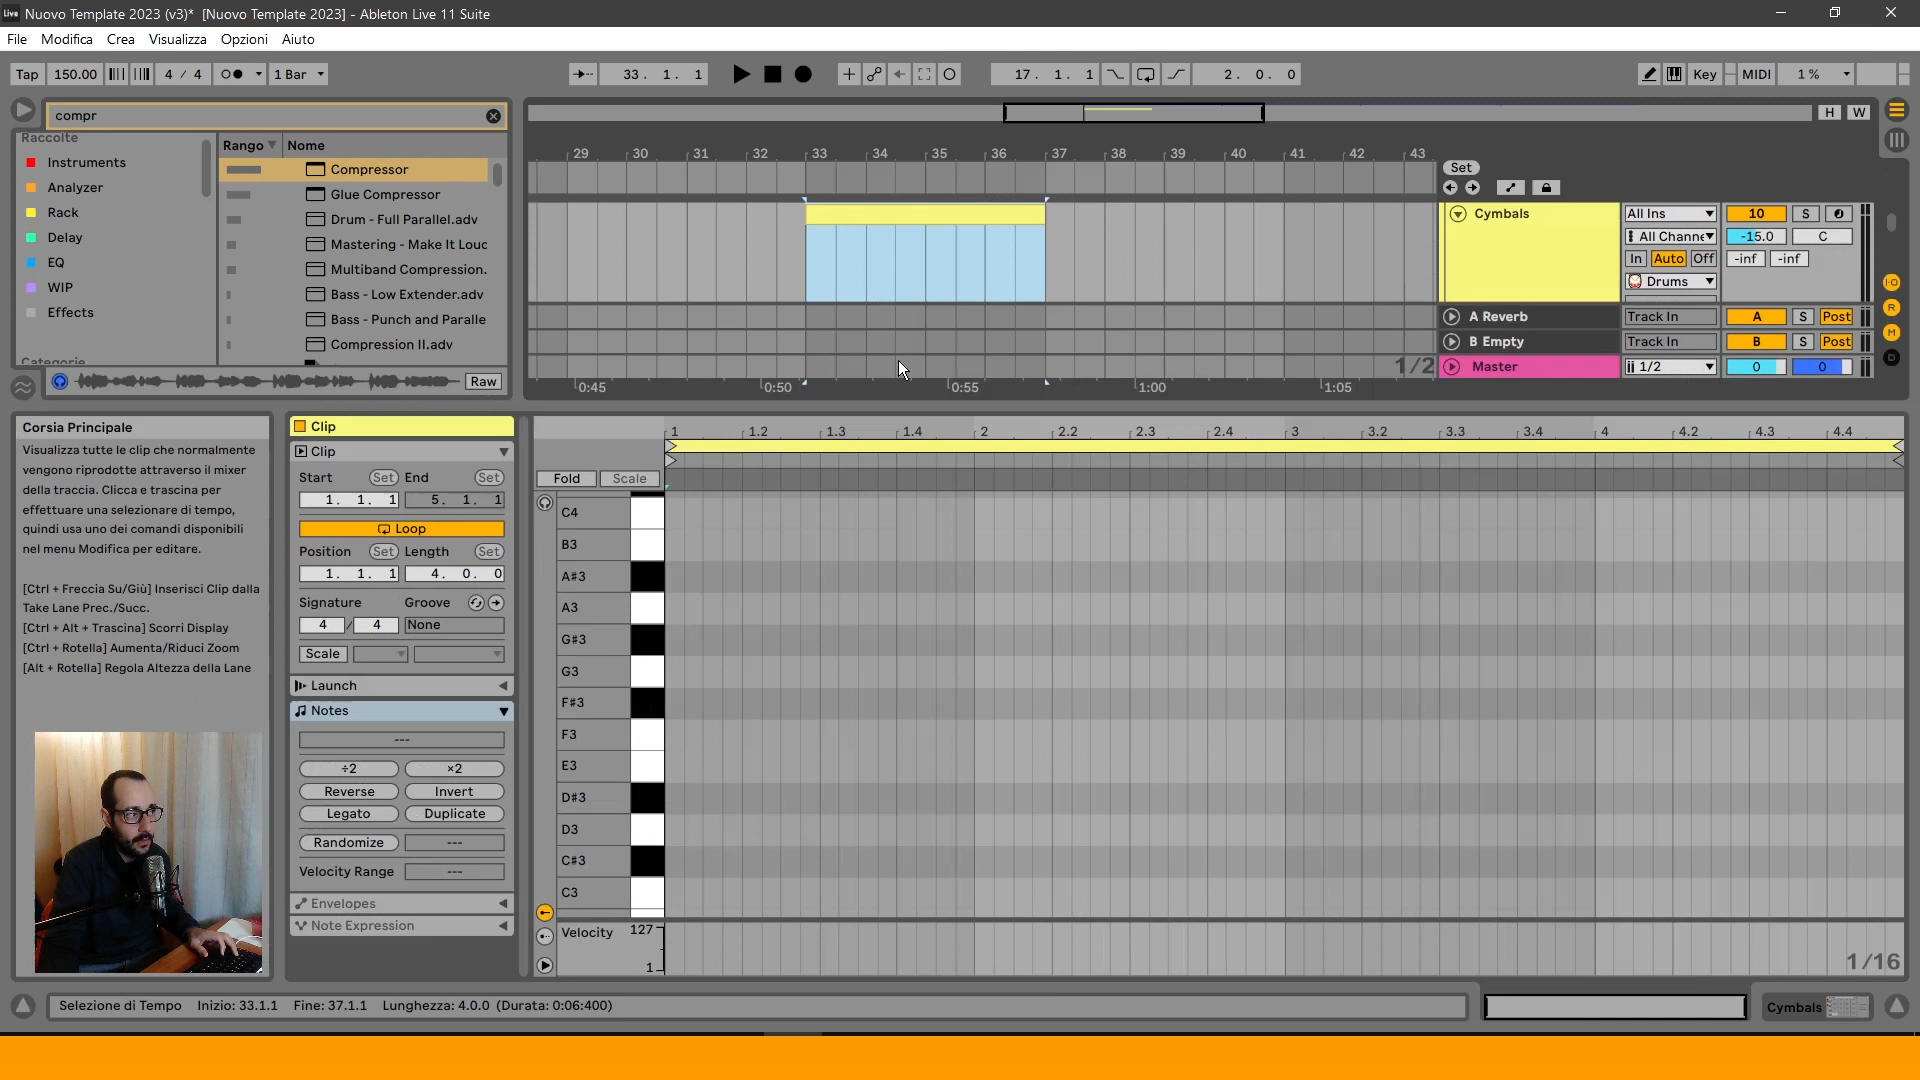 Live Nuovo Template 2023 (v3)* [Nuovo Template 2023] - Ableton Live 11 Suite
File Modifica Crea Visualizza Opzioni Aiuto
Tap 150.00 4 / 4 1 Bar 33. 1. 1 17. 1. 1 2. 0. 0 Key MIDI 1 %
compr
H W
Raccolte
Instruments
Analyzer
Rack
Delay
EQ
WIP
Effects
Categorie
Rango Nome
Compressor
Glue Compressor
Drum - Full Parallel.adv
Mastering - Make It Louc
Multiband Compression.
Bass - Low Extender.adv
Bass - Punch and Paralle
Compression II.adv
Raw
29 30 31 32 33 34 35 36 37 38 39 40 41 42 43
Set
Cymbals All Ins 10 S
All Channe -15.0 C
In Auto Off -inf -inf
Drums
A Reverb Track In A S Post
B Empty Track In B S Post
1/2 Master 1/2 0 0
0:45 0:50 0:55 1:00 1:05
I·O
R
M
D
Corsia Principale
Visualizza tutte le clip che normalmente
vengono riprodotte attraverso il mixer
della traccia. Clicca e trascina per
effettuare una selezionare di tempo,
quindi usa uno dei comandi disponibili
nel menu Modifica per editare.
[Ctrl + Freccia Su/Giù] Inserisci Clip dalla
Take Lane Prec./Succ.
[Ctrl + Alt + Trascina] Scorri Display
[Ctrl + Rotella] Aumenta/Riduci Zoom
[Alt + Rotella] Regola Altezza della Lane
Clip
Clip
Start Set End Set
1. 1. 1 5. 1. 1
Loop
Position Set Length Set
1. 1. 1 4. 0. 0
Signature Groove
4 / 4 None
Scale
Launch
Notes
---
÷2 ×2
Reverse Invert
Legato Duplicate
Randomize ---
Velocity Range ---
Envelopes
Note Expression
1 1.2 1.3 1.4 2 2.2 2.3 2.4 3 3.2 3.3 3.4 4 4.2 4.3 4.4
Fold Scale
C4
B3
A#3
A3
G#3
G3
F#3
F3
E3
D#3
D3
C#3
C3
Velocity 127
1
1/16
Selezione di Tempo Inizio: 33.1.1 Fine: 37.1.1 Lunghezza: 4.0.0 (Durata: 0:06:400)
Cymbals